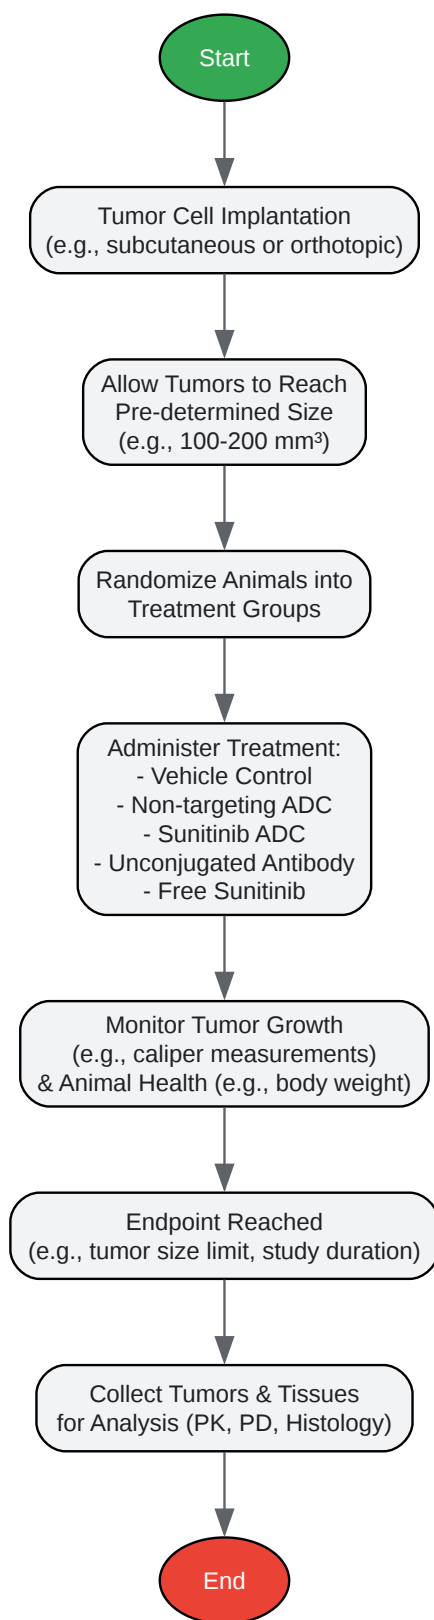 Start
Tumor Cell Implantation
(e.g., subcutaneous or orthotopic)
Allow Tumors to Reach
Pre-determined Size
(e.g., 100-200 mm³)
Randomize Animals into
Treatment Groups
Administer Treatment:
- Vehicle Control
- Non-targeting ADC
- Sunitinib ADC
- Unconjugated Antibody
- Free Sunitinib
Monitor Tumor Growth
(e.g., caliper measurements)
& Animal Health (e.g., body weight)
Endpoint Reached
(e.g., tumor size limit, study duration)
Collect Tumors & Tissues
for Analysis (PK, PD, Histology)
End